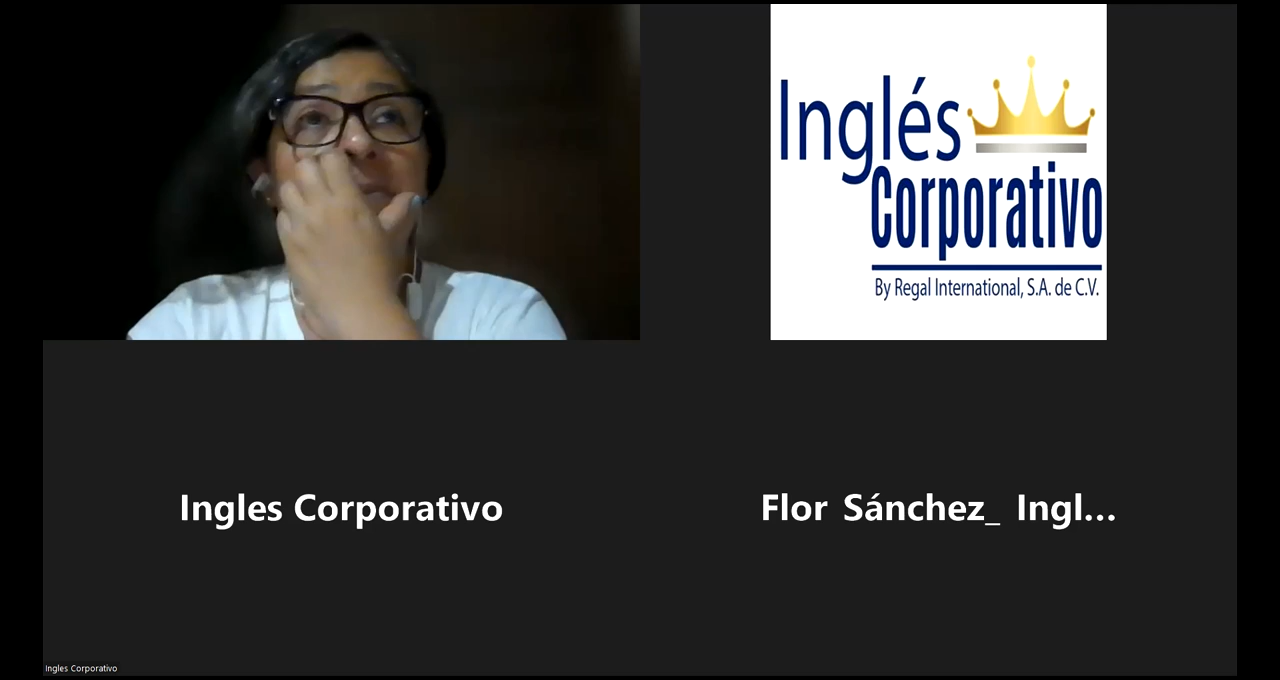 Inglés
Corporativo
By Regal International, S.A. de C.V.
Ingles Corporativo
Flor Sánchez_ Ingl...
Ingles Corporativo